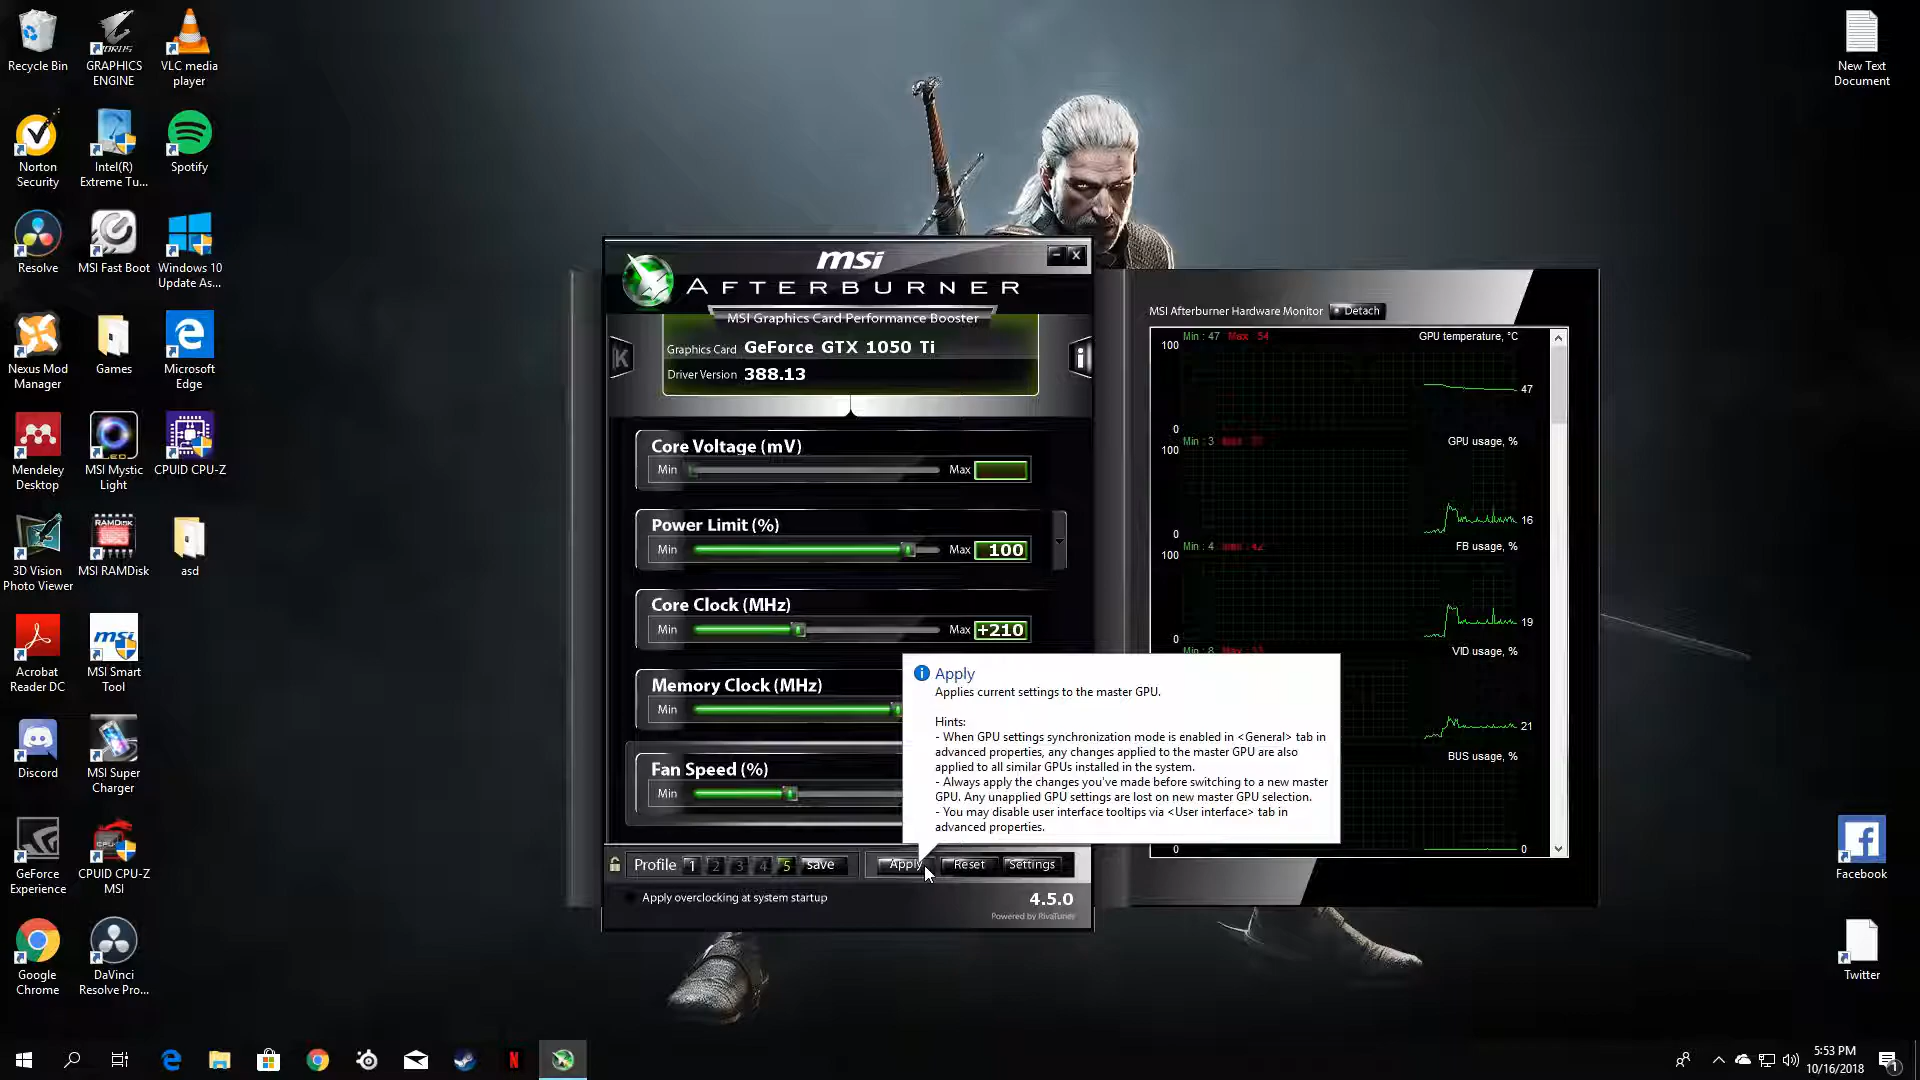 Recycle Bin
GRAPHICS
ENGINE
VLC media
player
Norton
Security
Intel(R)
Extreme Tu...
Spotify
Resolve
MSI Fast Boot
Windows 10
Update As...
Nexus Mod
Manager
Games
Microsoft
Edge
Mendeley
Desktop
MSI Mystic
Light
CPUID CPU-Z
3D Vision
Photo Viewer
RAMDisk
MSI RAMDisk
asd
Acrobat
Reader DC
msi
MSI Smart
Tool
Discord
MSI Super
Charger
GeForce
Experience
CPUID CPU-Z
MSI
Google
Chrome
DaVinci
Resolve Pro...
New Text
Document
Facebook
Twitter
msi
AFTERBURNER
MSI Graphics Card Performance Booster
Graphics Card GeForce GTX 1050 Ti
Driver Version 388.13
K
i
Core Voltage (mV)
Min Max
Power Limit (%)
Min Max 100
Core Clock (MHz)
Min Max +210
Memory Clock (MHz)
Min
Fan Speed (%)
Min
Profile 1 2 3 4 5 save
Apply Reset Settings
Apply overclocking at system startup
4.5.0
Powered by RivaTuner
Apply
Applies current settings to the master GPU.
Hints:
- When GPU settings synchronization mode is enabled in <General> tab in
advanced properties, any changes applied to the master GPU are also
applied to all similar GPUs installed in the system.
- Always apply the changes you've made before switching to a new master
GPU. Any unapplied GPU settings are lost on new master GPU selection.
- You may disable user interface tooltips via <User interface> tab in
advanced properties.
MSI Afterburner Hardware Monitor Detach
Min : 47 Max : 54 GPU temperature, °C
100
47
0
Min : 3 GPU usage, %
100
16
0
Min : 4 FB usage, %
100
19
0
VID usage, %
21
BUS usage, %
0
0
5:53 PM
10/16/2018
1